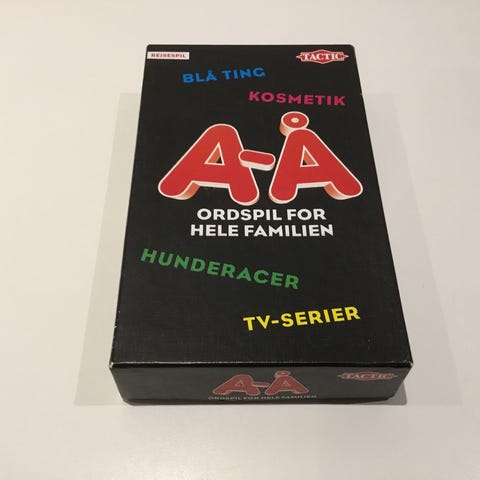 REJSESPIL
TACTIC
BLÅ TING
KOSMETIK
A-Å
ORDSPIL FOR
HELE FAMILIEN
HUNDERACER
TV-SERIER
A-Å
TACTIC
ORDSPIL FOR HELE FAMILIEN